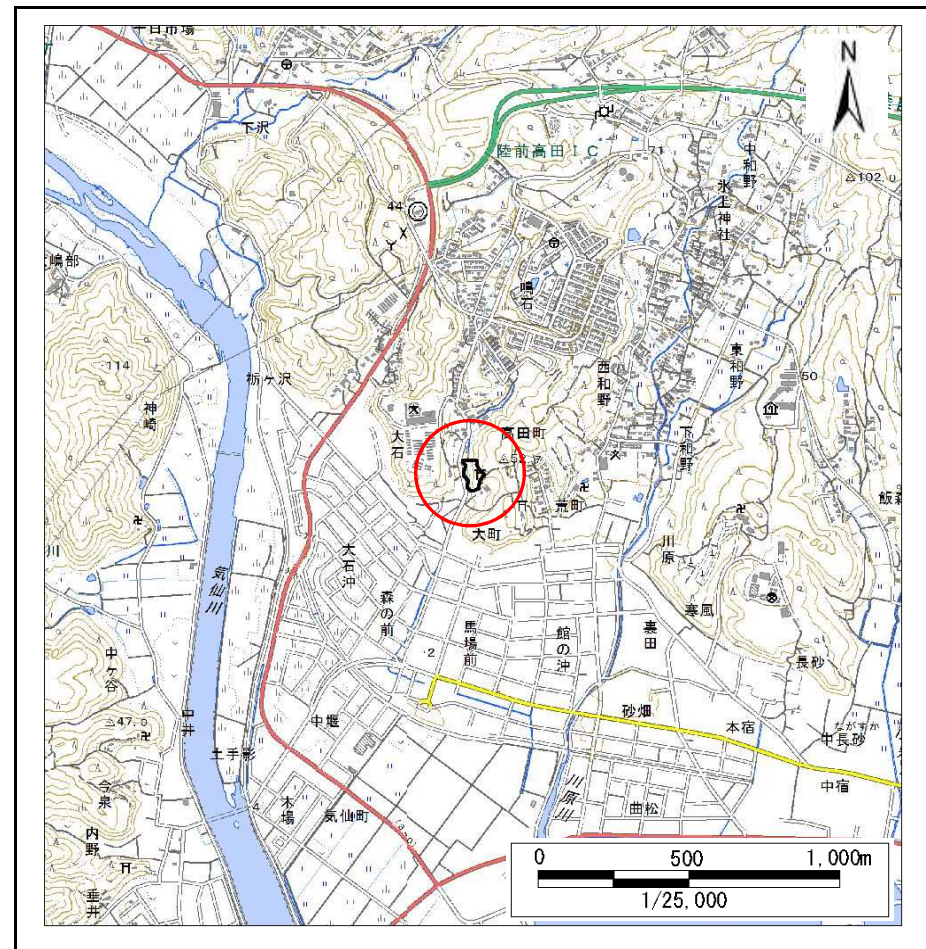 十日市場
N
下沢
陸前高田IC
71
中和野
氷上神社
102.0
44
鳴石
嶋部
114
栃ヶ沢
神崎
西和野
東和野
50
大石
高田町
下和野
飯森
52.7
荒町
大町
川
川原
大石沖
気仙川
森の前
寒風
馬場前
館の沖
裏田
長砂
中ヶ谷
2
砂畑
本宿
ながすか
中長砂
47.5
中井
中堰
土手影
中宿
今泉
木場
4
気仙町
川原川
曲松
内野
垂井
0 500 1,000m
1/25,000